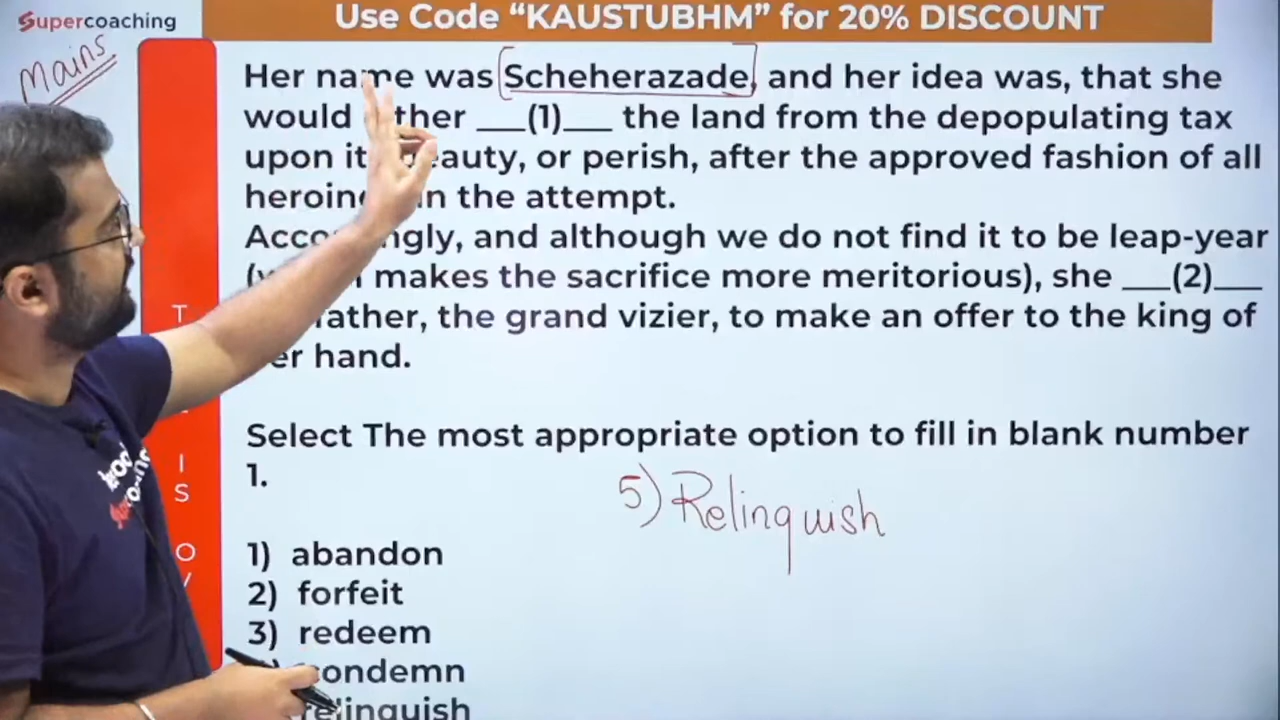 Supercoaching
Use Code “KAUSTUBHM” for 20% DISCOUNT
Mains
Her name was Scheherazade, and her idea was, that she
would ther ___(1)___ the land from the depopulating tax
upon it eauty, or perish, after the approved fashion of all
heroin n the attempt.
Acco ngly, and although we do not find it to be leap-year
makes the sacrifice more meritorious), she ___(2)___
father, the grand vizier, to make an offer to the king of
er hand.
Select The most appropriate option to fill in blank number
1.
5) Relinquish
1) abandon
2) forfeit
3) redeem
condemn
relinquish
T
I
S
O